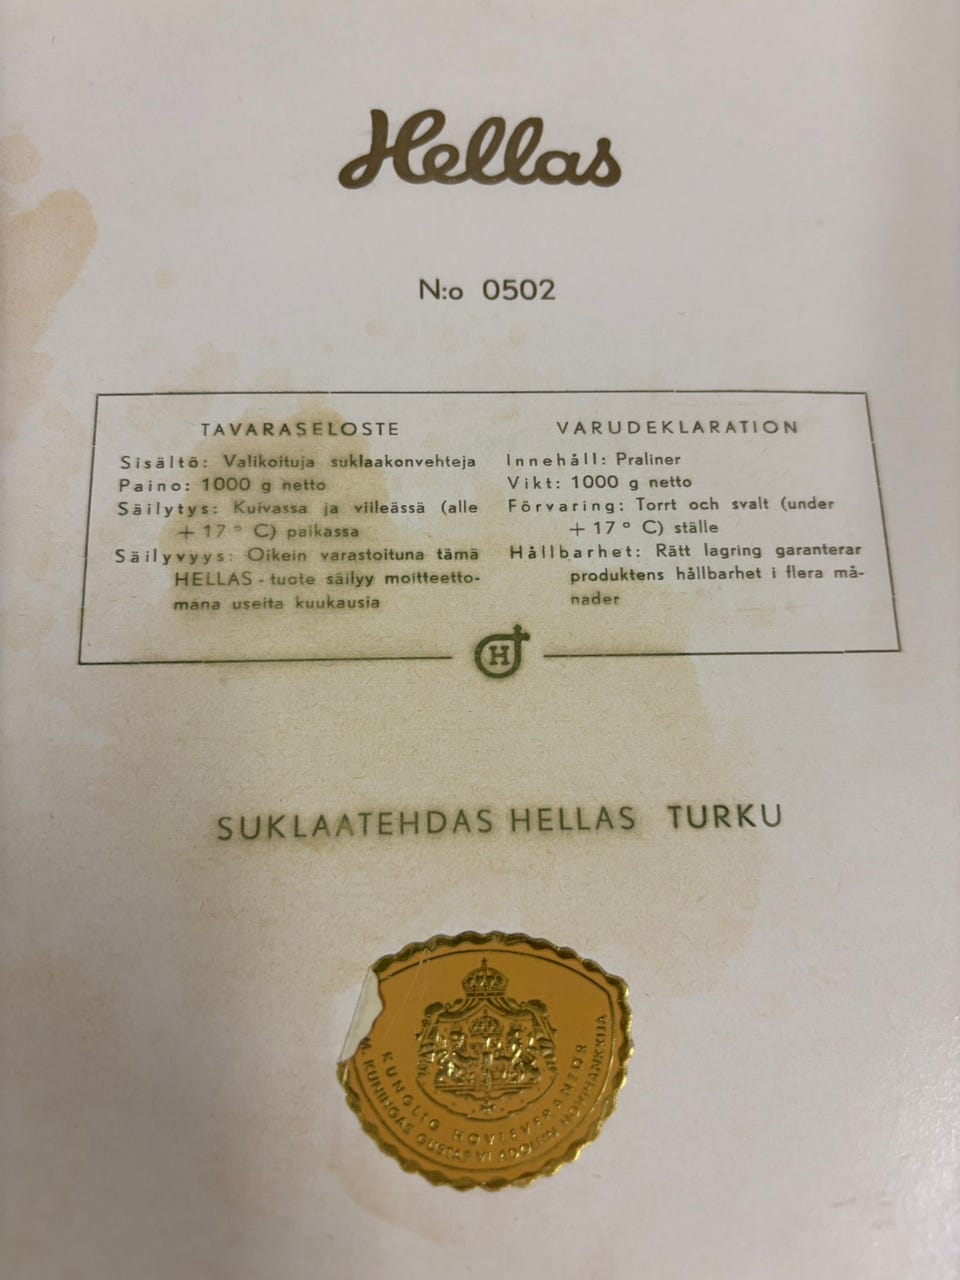 Hellas
N:o 0502
TAVARASELOSTE
Sisältö: Valikoituja suklaakonvehteja
Paino: 1000 g netto
Säilytys: Kuivassa ja viileässä (alle
+ 17 ° C) paikassa
Säilyvyys: Oikein varastoituna tämä
HELLAS - tuote säilyy moitteetto-
mana useita kuukausia
VARUDEKLARATION
Innehåll: Praliner
Vikt: 1000 g netto
Förvaring: Torrt och svalt (under
+ 17 ° C) ställe
Hållbarhet: Rätt lagring garanterar
produktens hållbarhet i flera må-
nader
H
SUKLAATEHDAS HELLAS TURKU
KUNGLIG HOVLEVERANTÖR
M. KUNINGAS GUSTAF VI ADOLFIN HOVIHANKKIJA